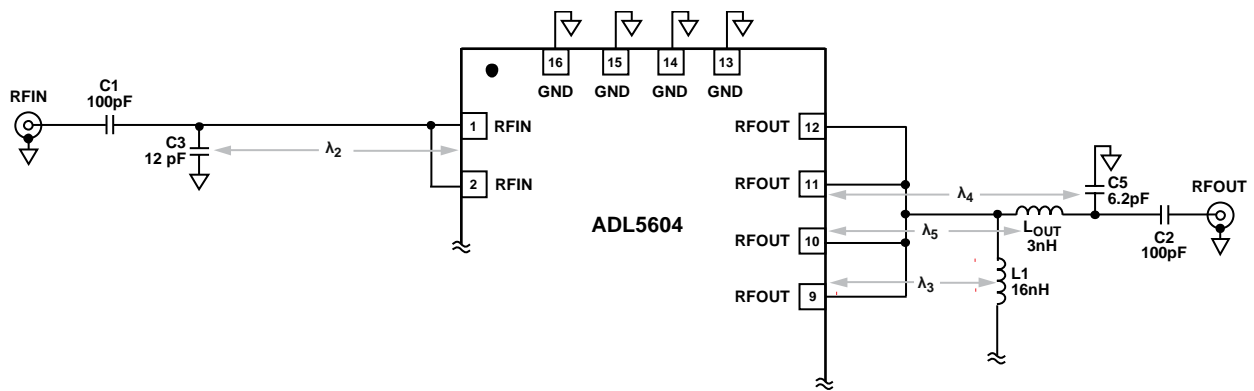 RFIN
C1
100pF
C3
12 pF
λ2
16
15
14
13
GND
GND
GND
GND
1
RFIN
2
RFIN
ADL5604
RFOUT
12
RFOUT
11
RFOUT
10
RFOUT
9
λ4
λ5
λ3
LOUT
3nH
L1
16nH
C5
6.2pF
C2
100pF
RFOUT